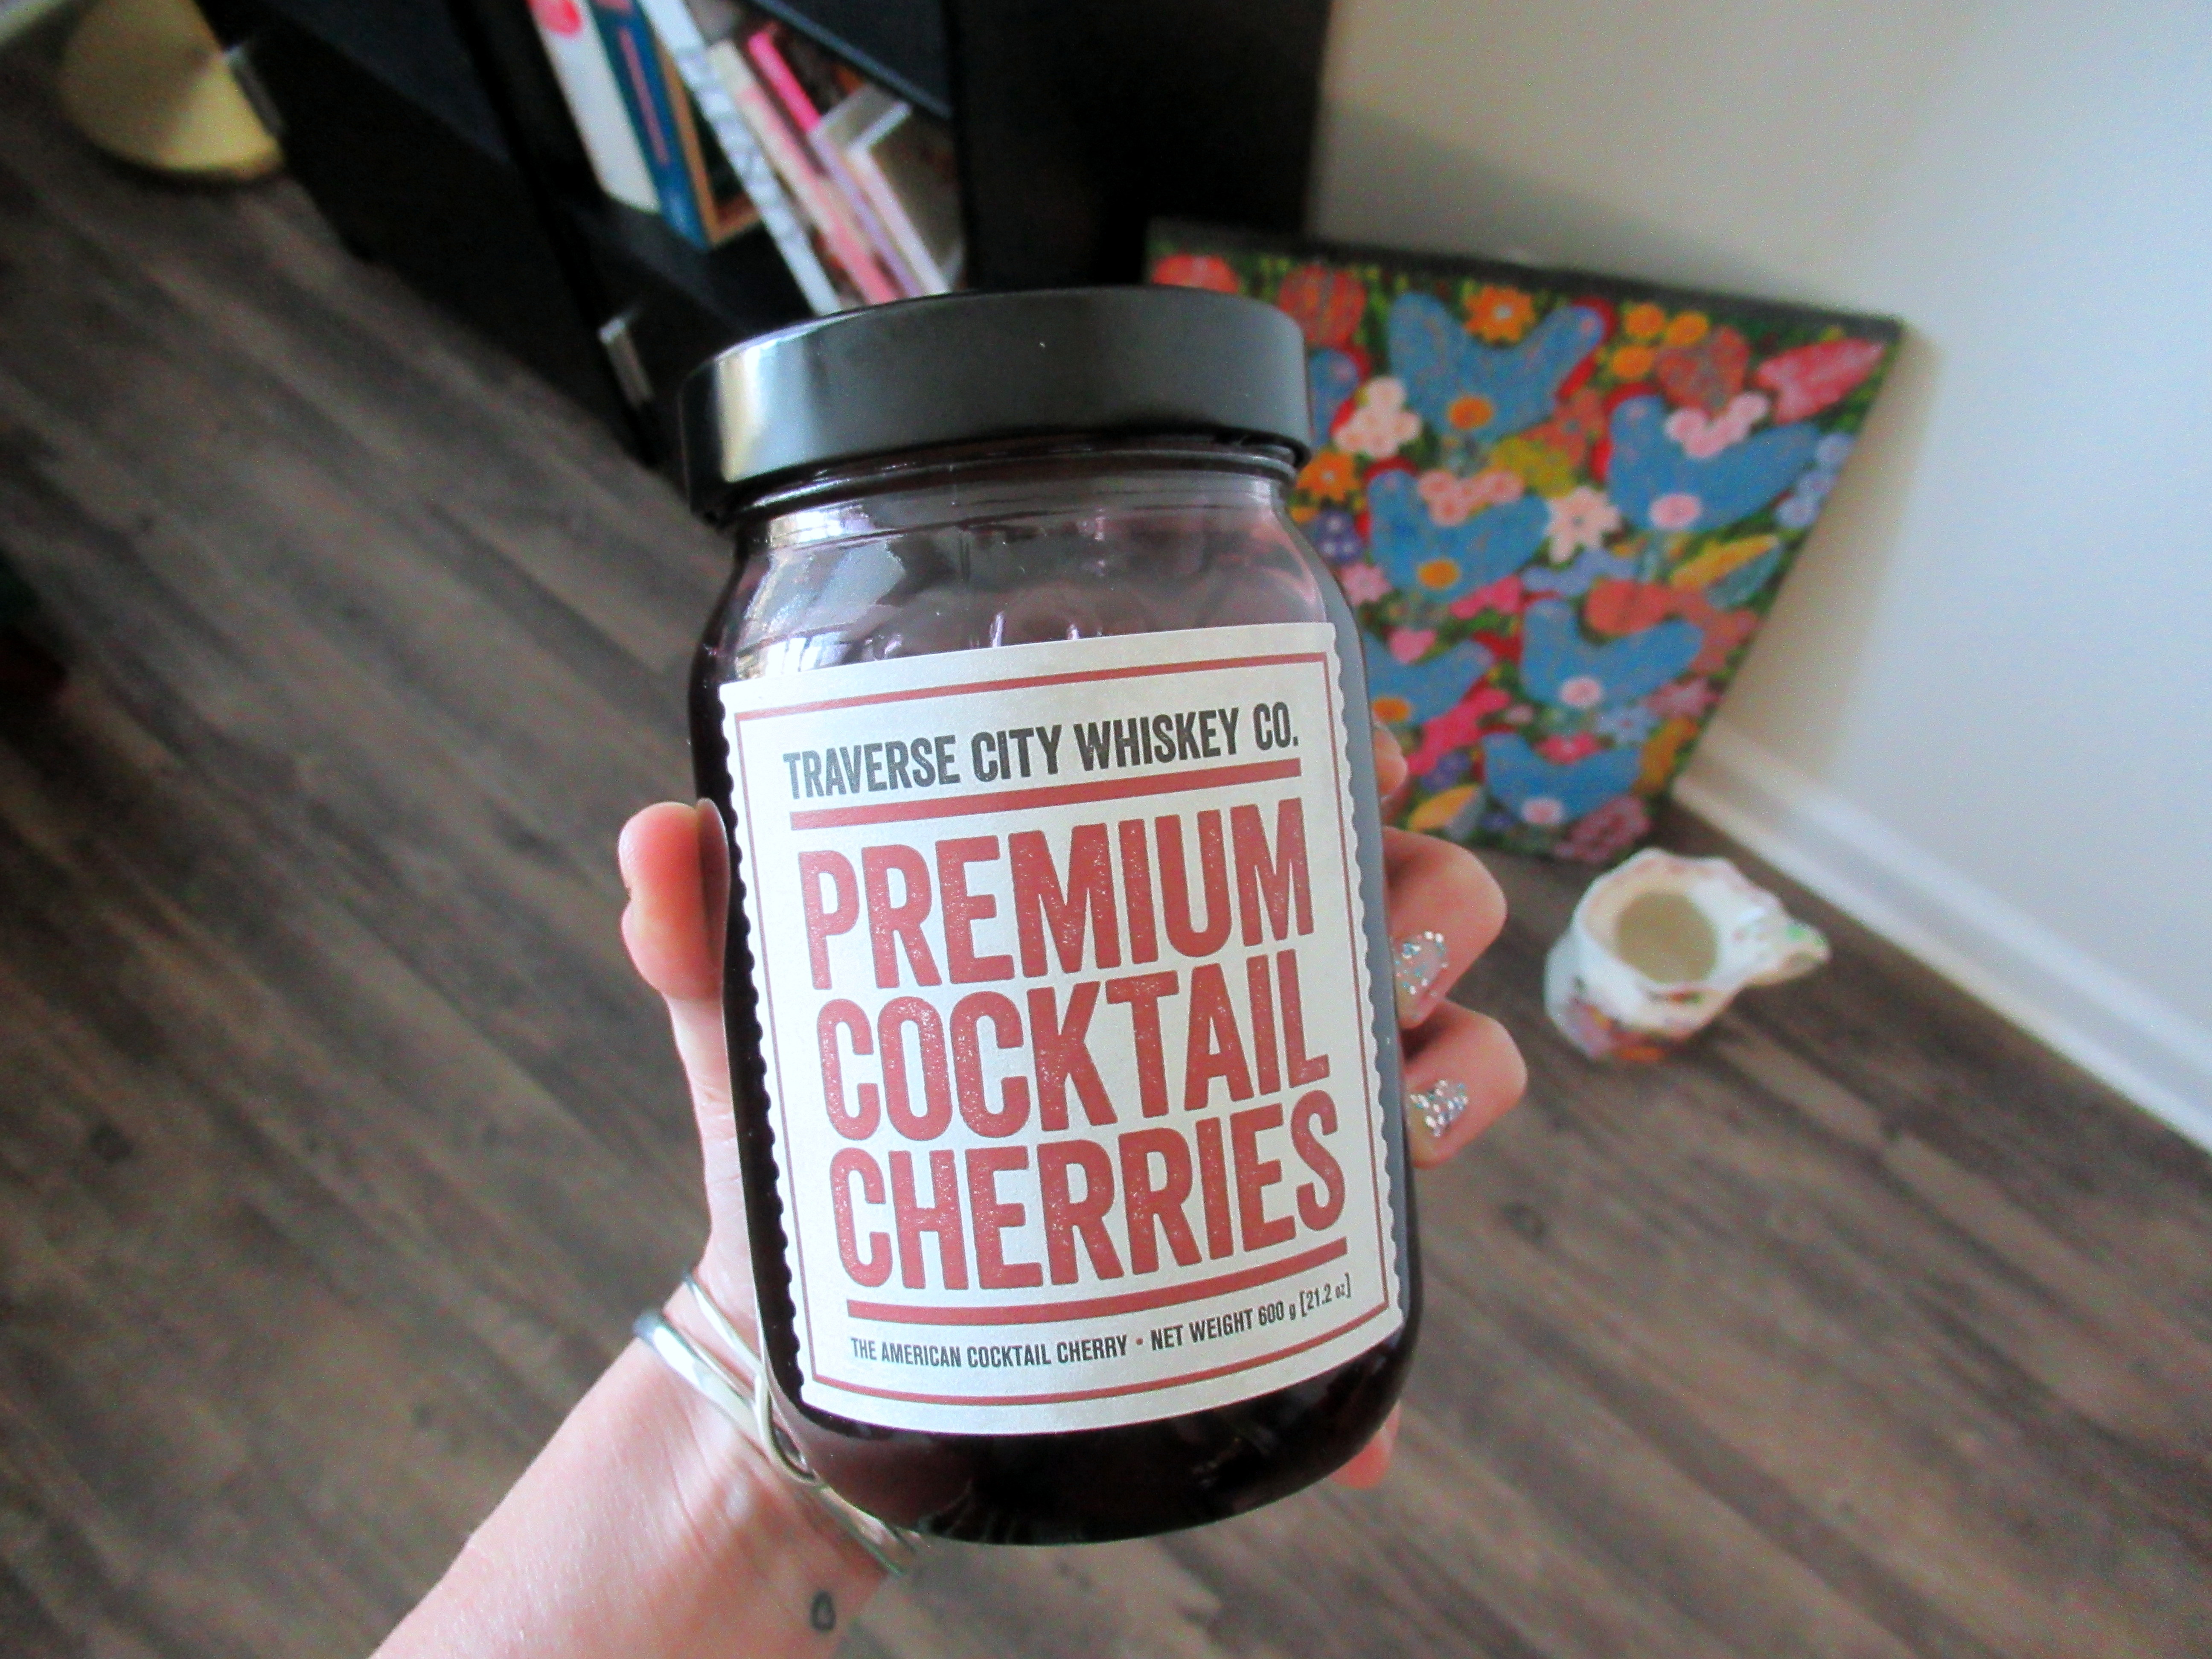 TRAVERSE CITY WHISKEY CO.
PREMIUM
COCKTAIL
CHERRIES
THE AMERICAN COCKTAIL CHERRY • NET WEIGHT 600 g [21.2 oz]